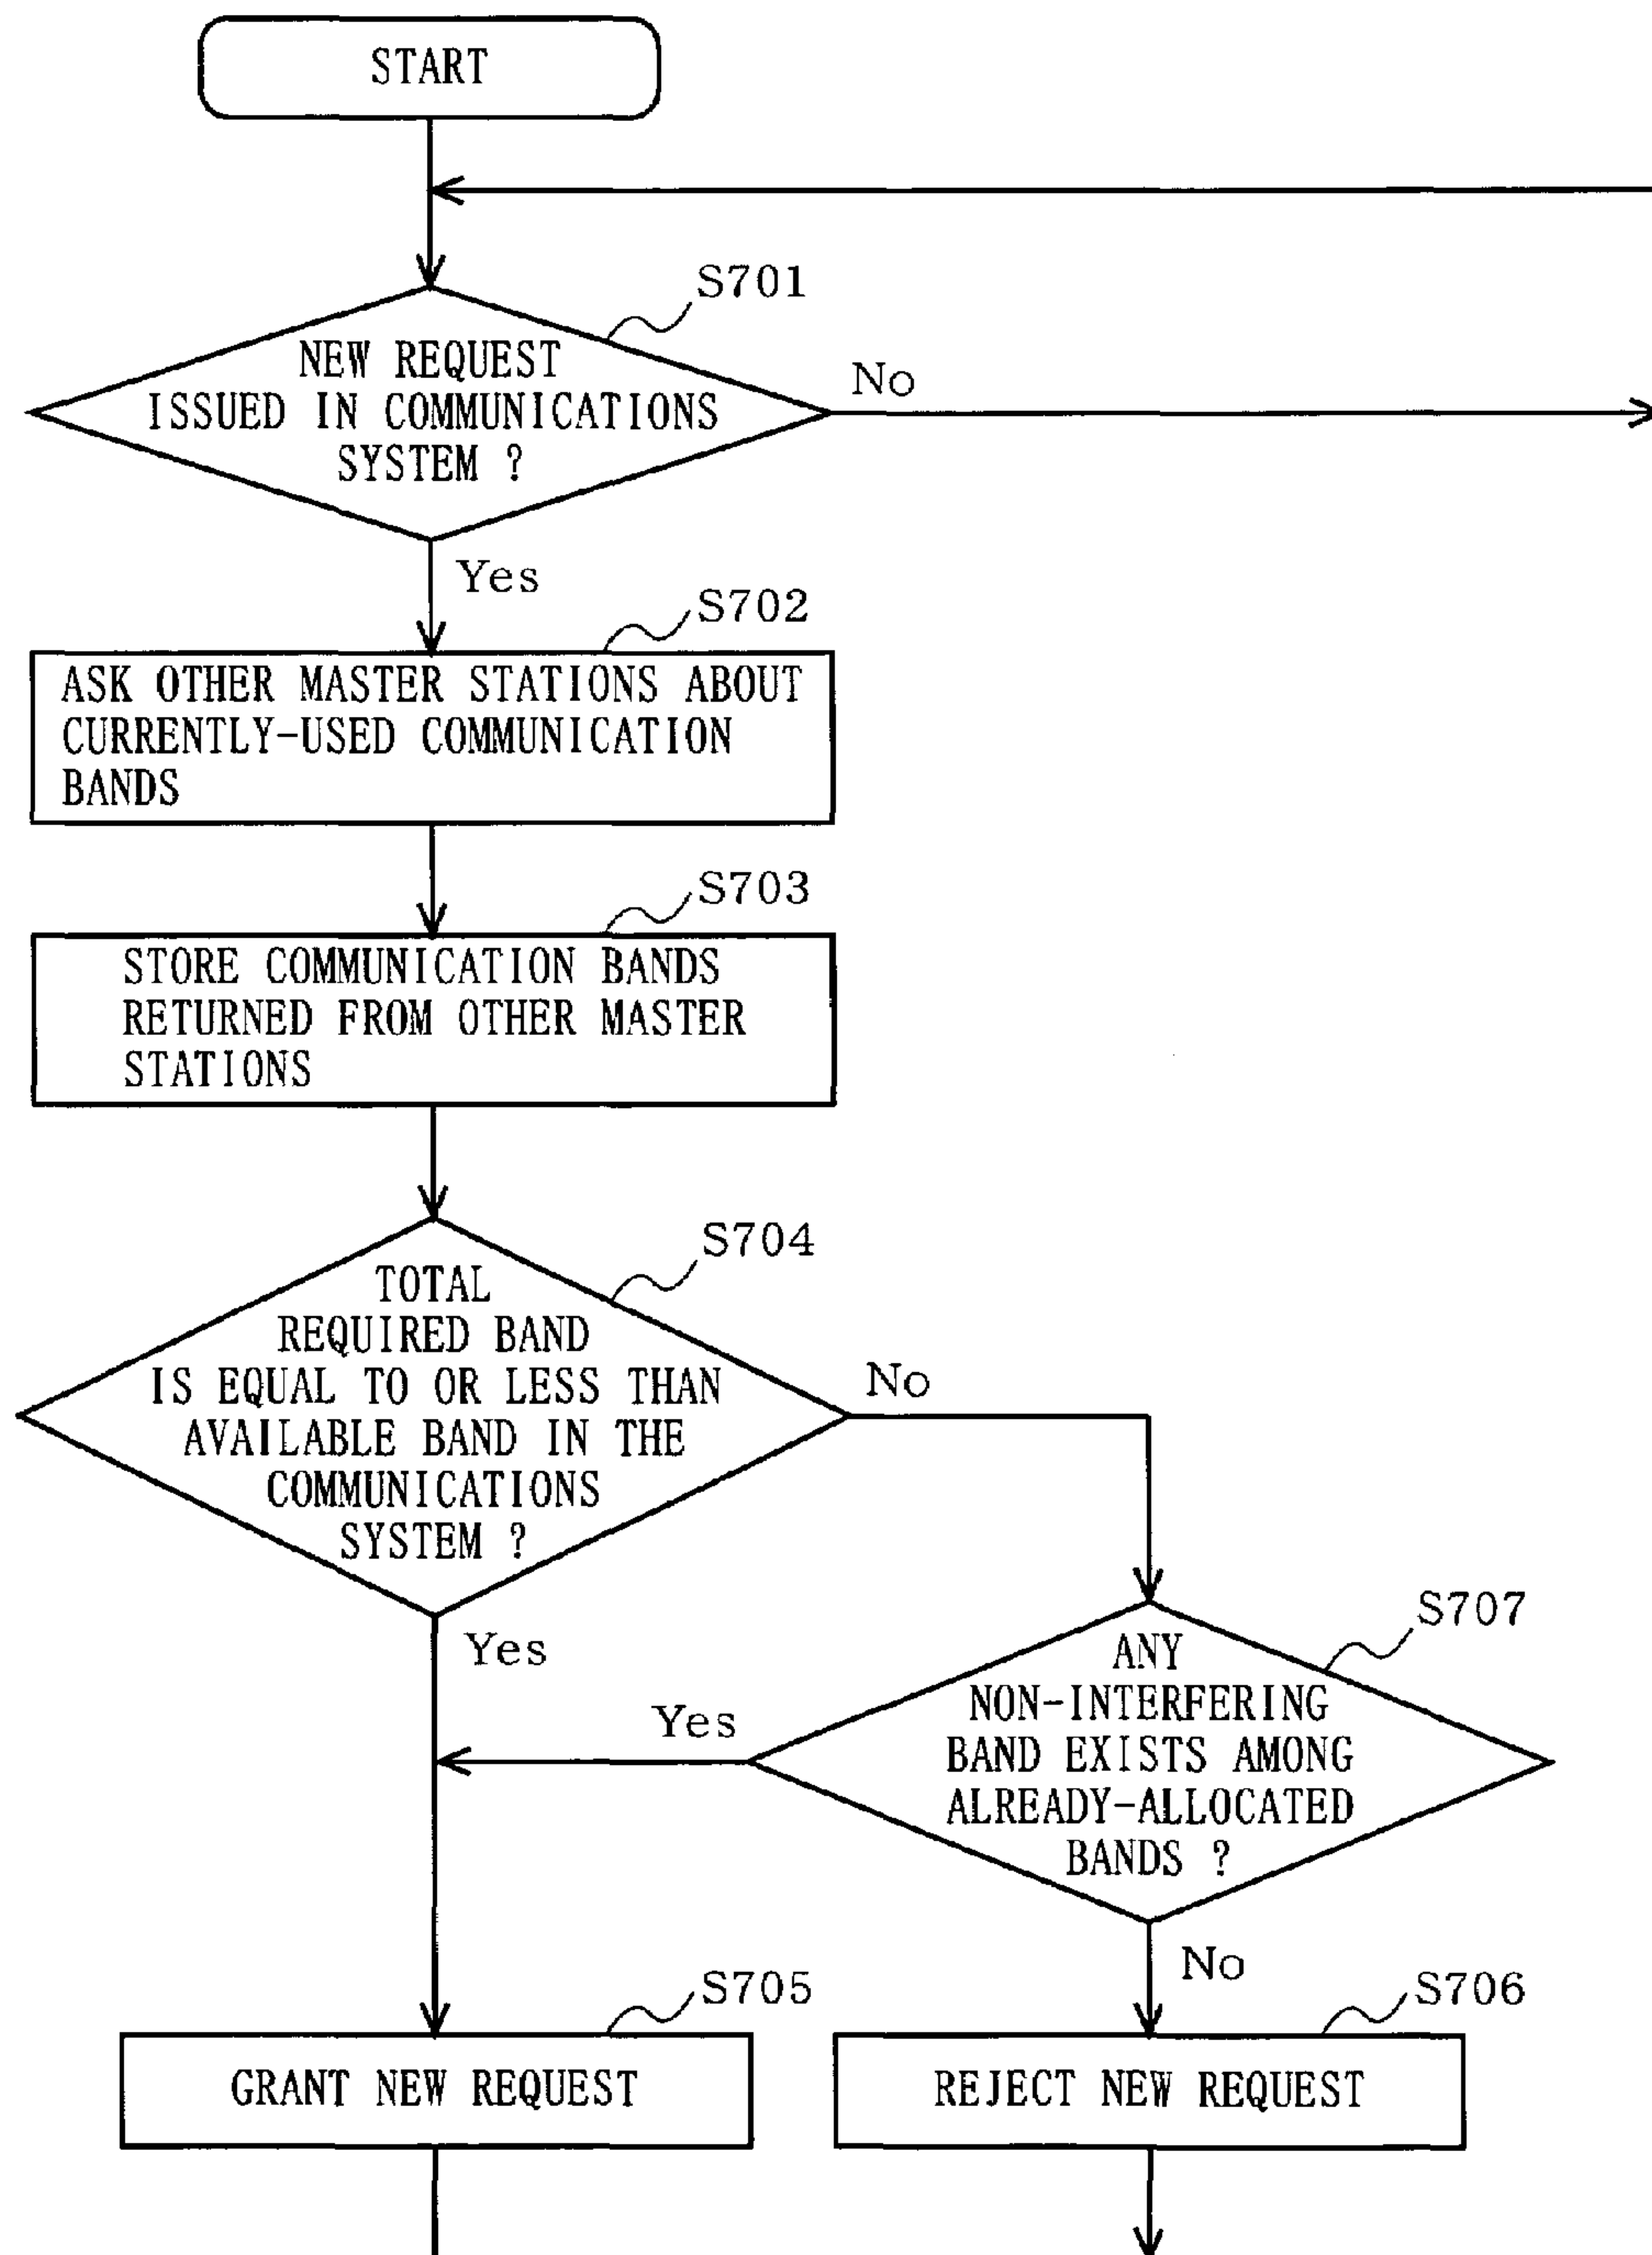 START
S701
NEW REQUEST
ISSUED IN COMMUNICATIONS
SYSTEM ?
No
Yes
S702
ASK OTHER MASTER STATIONS ABOUT
CURRENTLY-USED COMMUNICATION
BANDS
S703
STORE COMMUNICATION BANDS
RETURNED FROM OTHER MASTER
STATIONS
S704
TOTAL
REQUIRED BAND
IS EQUAL TO OR LESS THAN
AVAILABLE BAND IN THE
COMMUNICATIONS
SYSTEM ?
No
Yes
S707
ANY
NON-INTERFERING
BAND EXISTS AMONG
ALREADY-ALLOCATED
BANDS ?
Yes
No
S705
GRANT NEW REQUEST
S706
REJECT NEW REQUEST